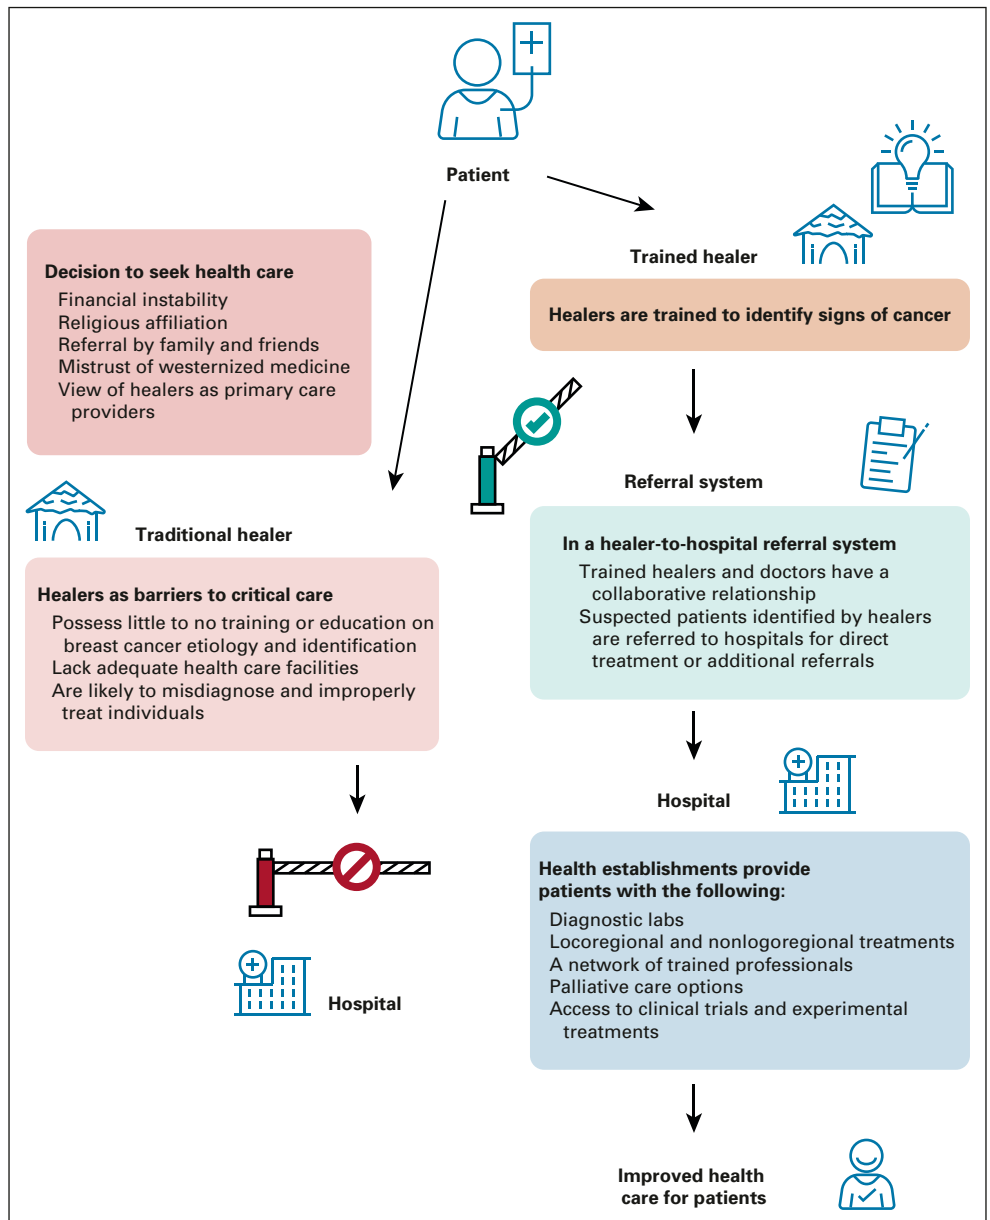 Patient
Decision to seek health care
Financial instability
Religious affiliation
Referral by family and friends
Mistrust of westernized medicine
View of healers as primary care
providers
Traditional healer
Healers as barriers to critical care
Possess little to no training or education on
breast cancer etiology and identification
Lack adequate health care facilities
Are likely to misdiagnose and improperly
treat individuals
Hospital
Trained healer
Healers are trained to identify signs of cancer
Referral system
In a healer-to-hospital referral system
Trained healers and doctors have a
collaborative relationship
Suspected patients identified by healers
are referred to hospitals for direct
treatment or additional referrals
Hospital
Health establishments provide
patients with the following:
Diagnostic labs
Locoregional and nonlogoregional treatments
A network of trained professionals
Palliative care options
Access to clinical trials and experimental
treatments
Improved health
care for patients